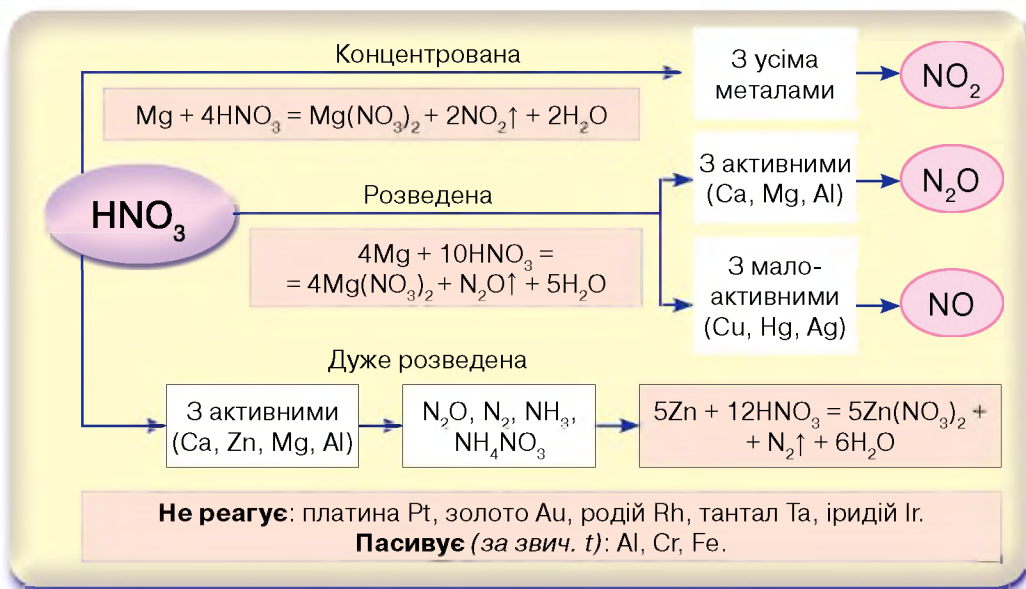 Концентрована
З усіма
металами
NO₂
Mg + 4HNO₃ = Mg(NO₃)₂ + 2NO₂↑ + 2H₂O
HNO₃
Розведена
З активними
(Ca, Mg, Al)
N₂O
4Mg + 10HNO₃ =
= 4Mg(NO₃)₂ + N₂O↑ + 5H₂O
З мало-
активними
(Cu, Hg, Ag)
NO
Дуже розведена
З активними
(Ca, Zn, Mg, Al)
N₂O, N₂, NH₃,
NH₄NO₃
5Zn + 12HNO₃ = 5Zn(NO₃)₂ +
+ N₂↑ + 6H₂O
Не реагує: платина Pt, золото Au, родій Rh, тантал Ta, іридій Ir.
Пасивує (за звич. t): Al, Cr, Fe.